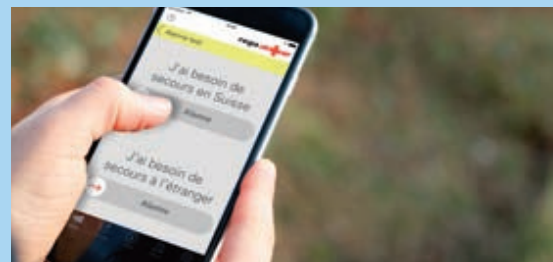 rega
J'ai besoin de
secours en Suisse
Alarme
J'ai besoin de
secours à l'étranger
Alarme